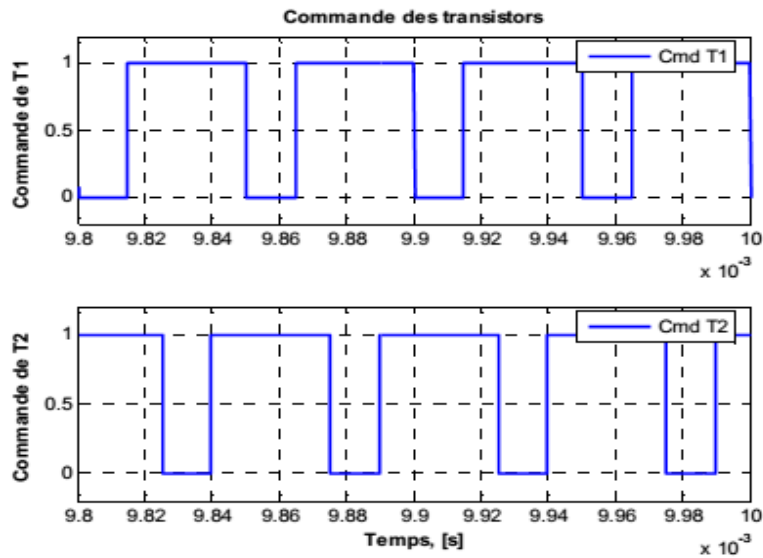 Commande des transistors
Commande de T1
1
0.5
0
Cmd T1
9.8 9.82 9.84 9.86 9.88 9.9 9.92 9.94 9.96 9.98 10
x 10-3
Commande de T2
1
0.5
0
Cmd T2
9.8 9.82 9.84 9.86 9.88 9.9 9.92 9.94 9.96 9.98 10
Temps, [s]
x 10-3